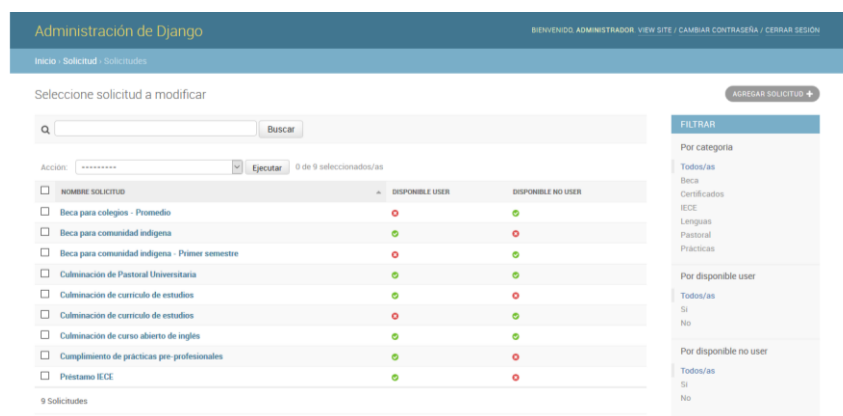 Administración de Django
BIENVENIDO, ADMINISTRADOR. VIEW SITE / CAMBIAR CONTRASEÑA / CERRAR SESIÓN
Inicio › Solicitud › Solicitudes
Seleccione solicitud a modificar
AGREGAR SOLICITUD +
Buscar
Acción: --------- Ejecutar 0 de 9 seleccionados/as
NOMBRE SOLICITUD DISPONIBLE USER DISPONIBLE NO USER
Beca para colegios - Promedio
Beca para comunidad indígena
Beca para comunidad indígena - Primer semestre
Culminación de Pastoral Universitaria
Culminación de currículo de estudios
Culminación de currículo de estudios
Culminación de curso abierto de ingles
Cumplimiento de prácticas pre-profesionales
Préstamo IECE
9 Solicitudes
FILTRAR
Por categoria
Todos/as
Beca
Certificados
IECE
Lenguas
Pastoral
Prácticas
Por disponible user
Todos/as
Sí
No
Por disponible no user
Todos/as
Sí
No